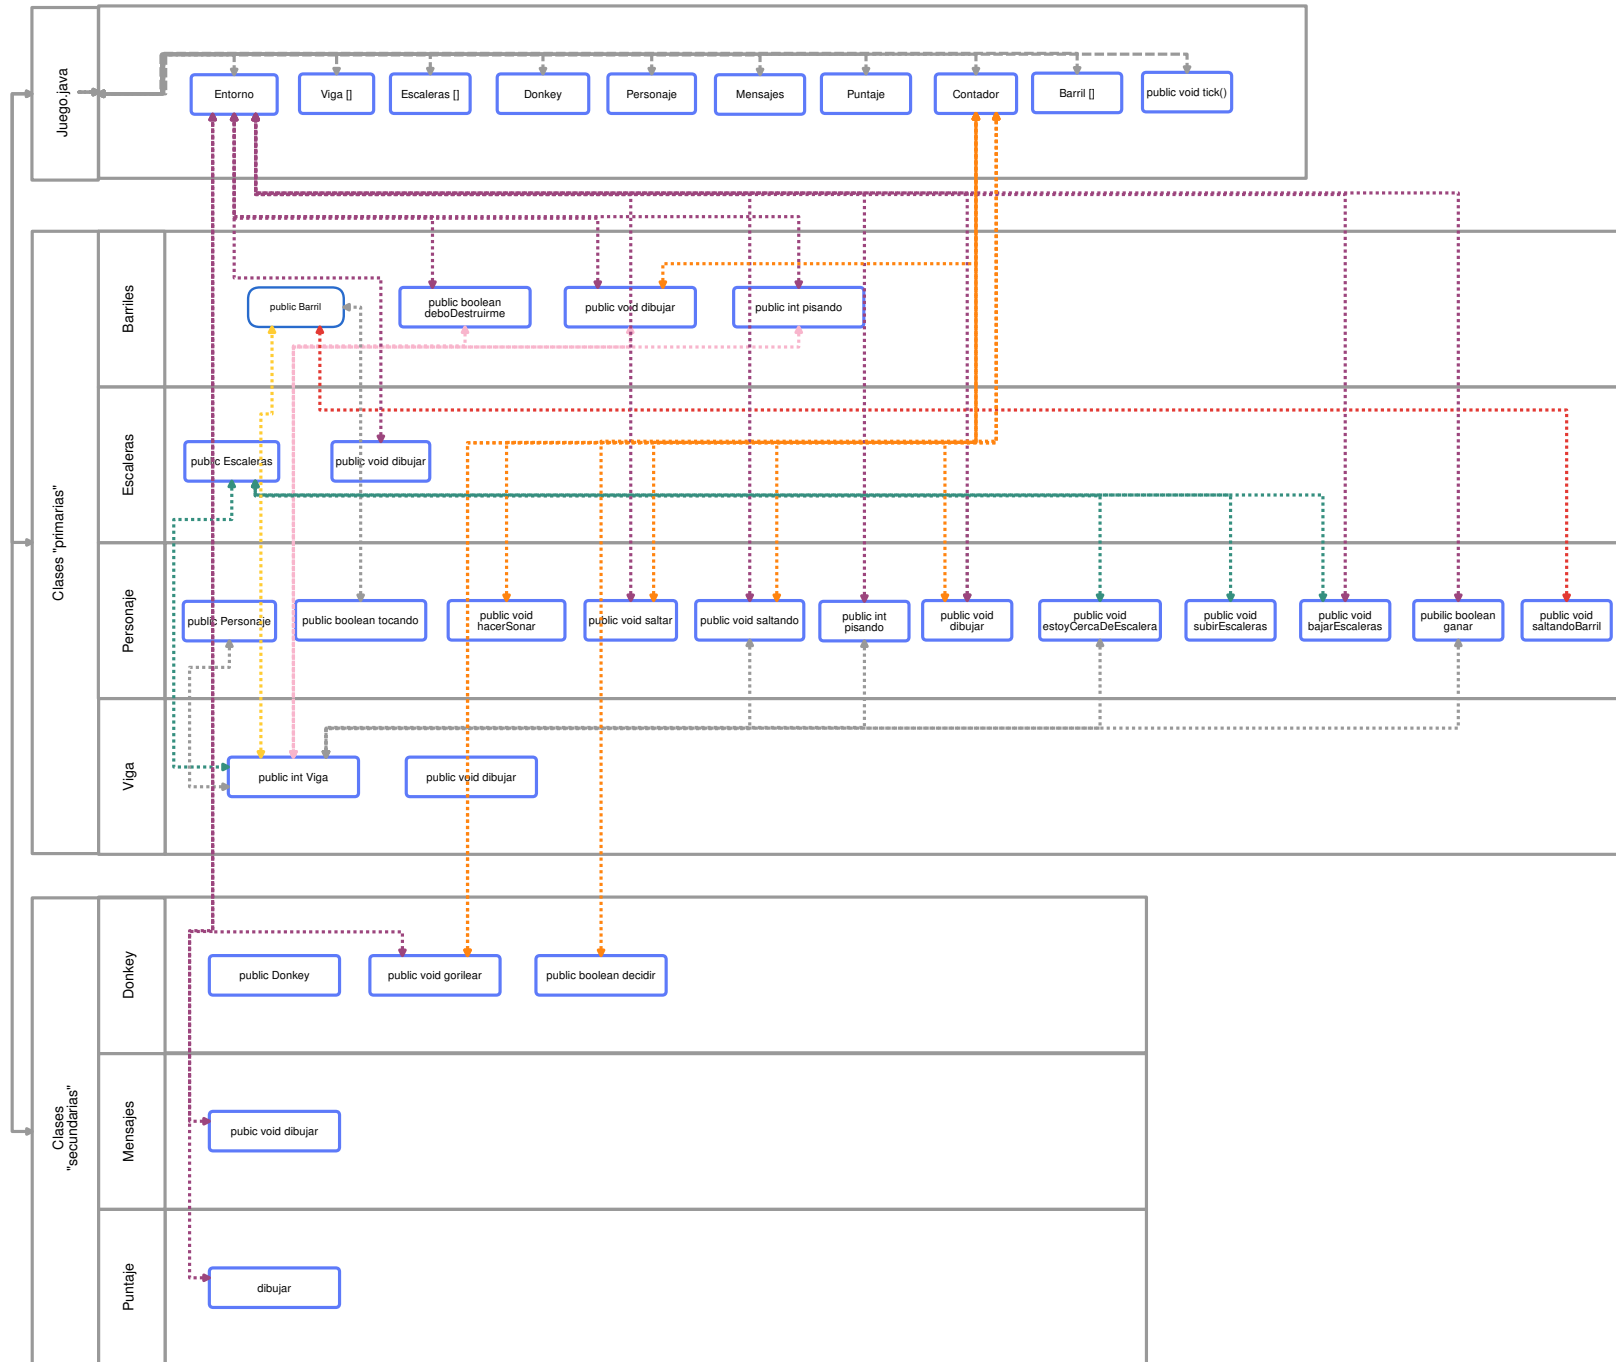 Juego.java
Entorno
Viga []
Escaleras []
Donkey
Personaje
Mensajes
Puntaje
Contador
Barril []
public void tick()
Clases "primarias"
Barriles
public Barril
public boolean
deboDestruirme
public void dibujar
public int pisando
Escaleras
public Escaleras
public void dibujar
Personaje
public Personaje
public boolean tocando
public void
hacerSonar
public void saltar
public void saltando
public int
pisando
public void
dibujar
public void
estoyCercaDeEscalera
public void
subirEscaleras
public void
bajarEscaleras
public boolean
ganar
public void
saltandoBarril
Viga
public int Viga
public void dibujar
Clases
"secundarias"
Donkey
public Donkey
public void gorilear
public boolean decidir
Mensajes
pubic void dibujar
Puntaje
dibujar